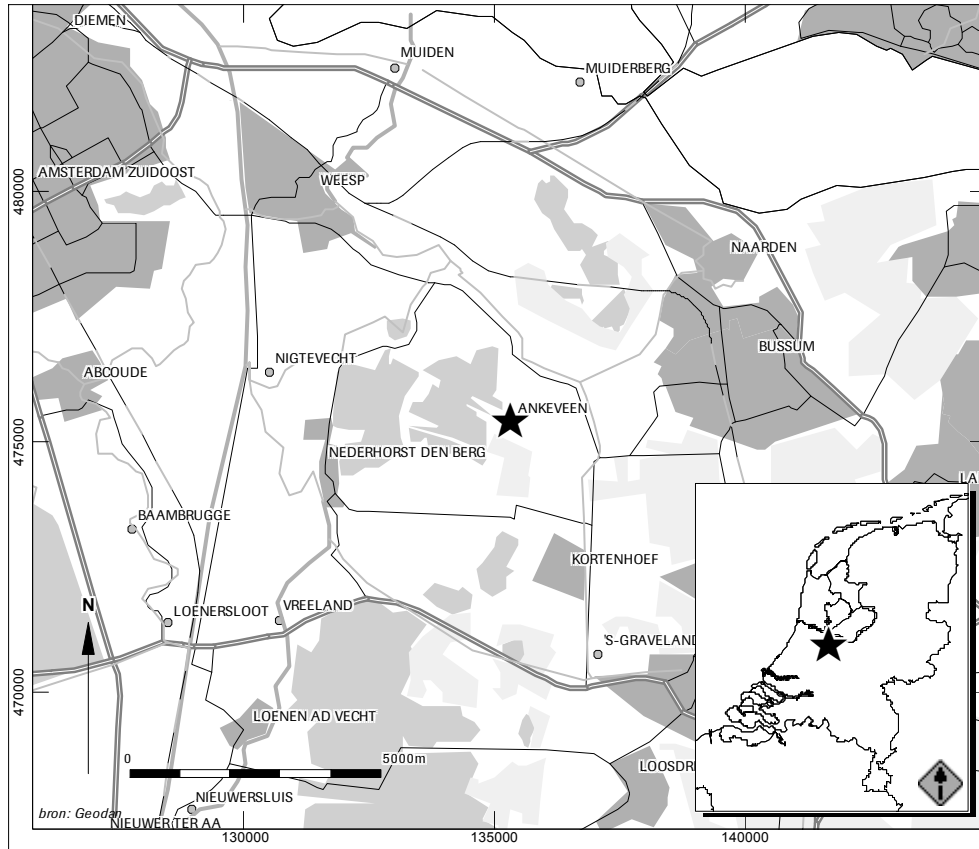 DIEMEN
MUIDEN
MUIDERBERG
AMSTERDAM ZUIDOOST
WEESP
480000
NAARDEN
BUSSUM
NIGTEVECHT
ABCOUDE
ANKEVEEN
475000
NEDERHORST DEN BERG
LA
BAAMBRUGGE
KORTENHOEF
N
LOENERSLOOT
VREELAND
'S-GRAVELAND
470000
LOENEN AD VECHT
0
5000m
LOOSDR
NIEUWERSLUIS
bron: Geodan
NIEUWER TER AA
130000
135000
140000